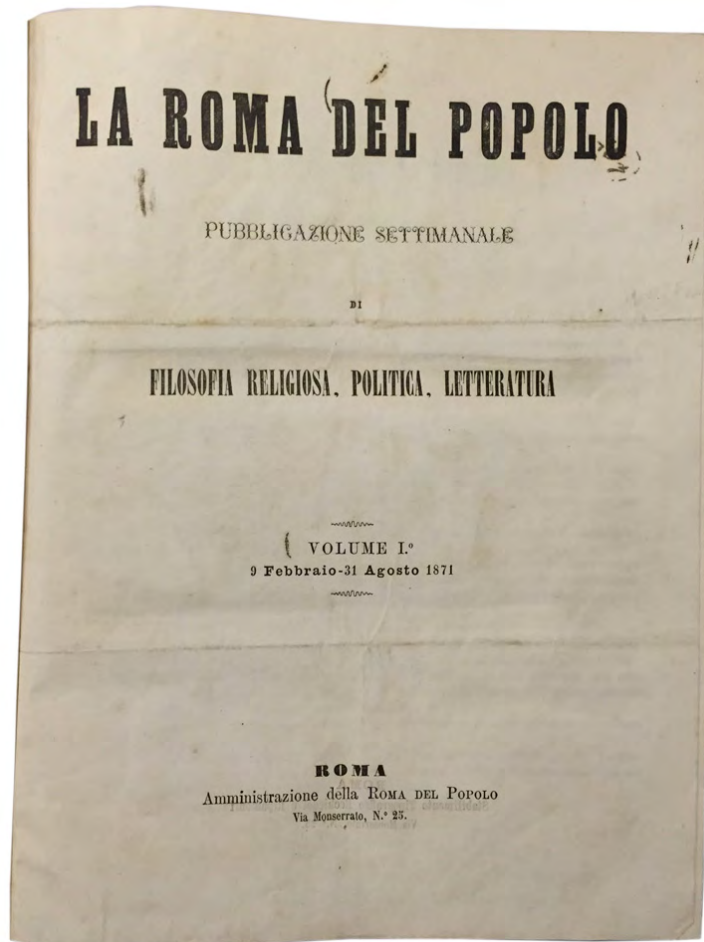 LA ROMA DEL POPOLO
PUBBLICAZIONE SETTIMANALE
DI
FILOSOFIA RELIGIOSA, POLITICA, LETTERATURA
VOLUME I.º
9 Febbraio-31 Agosto 1871
ROMA
Amministrazione della ROMA DEL POPOLO
Via Monserrato, N.º 25.